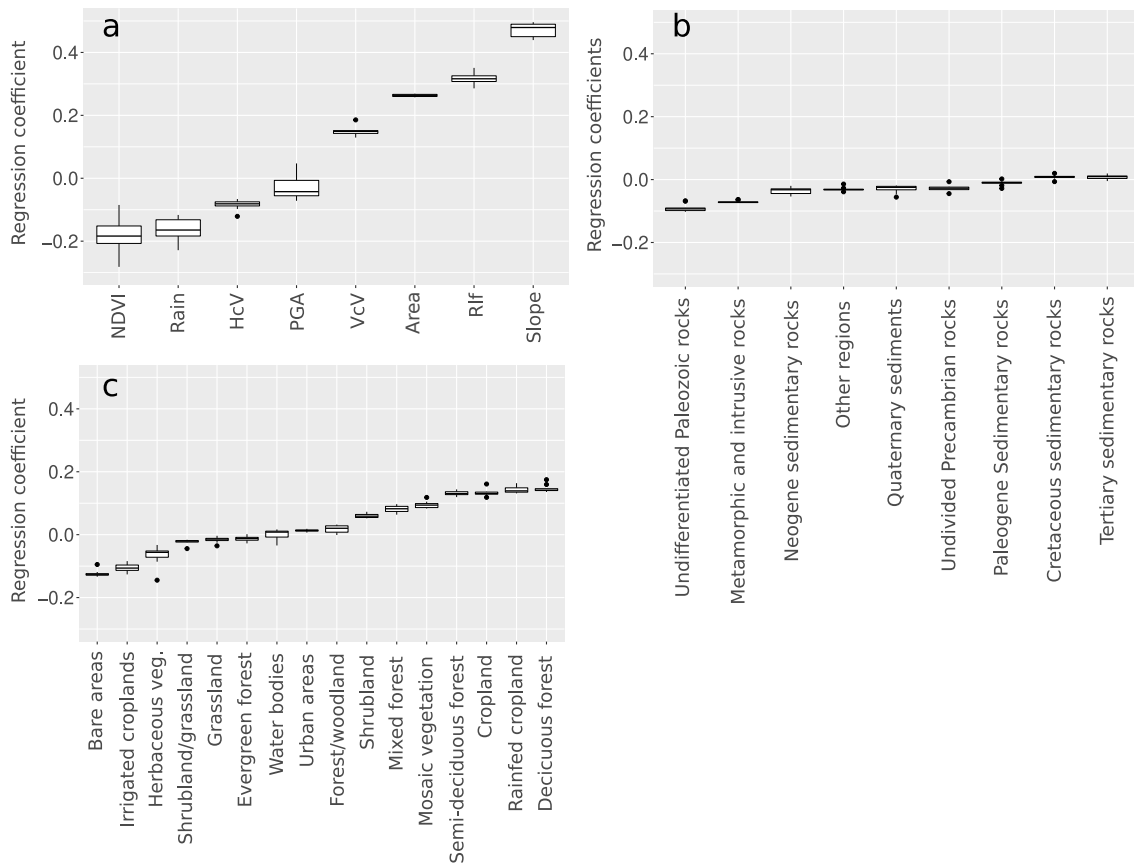 a
Regression coefficient
0.4
0.2
0.0
−0.2
NDVI
Rain
HcV
PGA
VcV
Area
Rlf
Slope
b
Regression coefficients
0.4
0.2
0.0
−0.2
Undifferentiated Paleozoic rocks
Metamorphic and intrusive rocks
Neogene sedimentary rocks
Other regions
Quaternary sediments
Undivided Precambrian rocks
Paleogene Sedimentary rocks
Cretaceous sedimentary rocks
Tertiary sedimentary rocks
c
Regression coefficient
0.4
0.2
0.0
−0.2
Bare areas
Irrigated croplands
Herbaceous veg.
Shrubland/grassland
Grassland
Evergreen forest
Water bodies
Urban areas
Forest/woodland
Shrubland
Mixed forest
Mosaic vegetation
Semi-deciduous forest
Cropland
Rainfed cropland
Decicuous forest